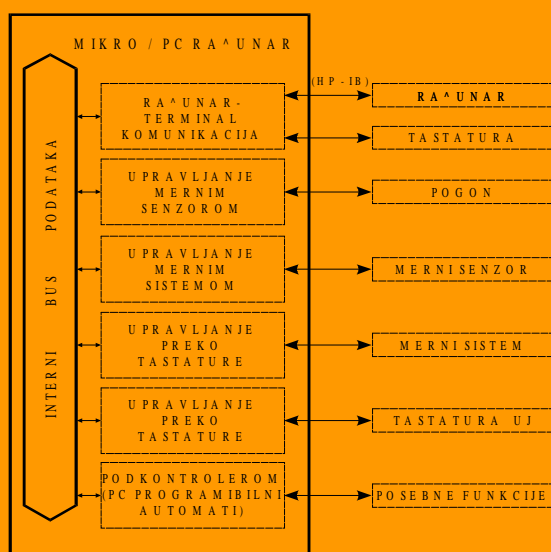 MIKRO / PC RA^UNAR
(HP-IB)
RA^UNAR-
TERMINAL
KOMUNIKACIJA
RA^UNAR
TASTATURA
UPRAVLJANJE
MERNIM
SENZOROM
POGON
UPRAVLJANJE
MERNIM
SISTEMOM
MERNI SENZOR
UPRAVLJANJE
PREKO
TASTATURE
MERNI SISTEM
UPRAVLJANJE
PREKO
TASTATURE
TASTATURA UJ
PODKONTROLEROM
(PC PROGRAMIBILNI
AUTOMATI)
POSEBNE FUNKCIJE
INTERNI BUS PODATAKA